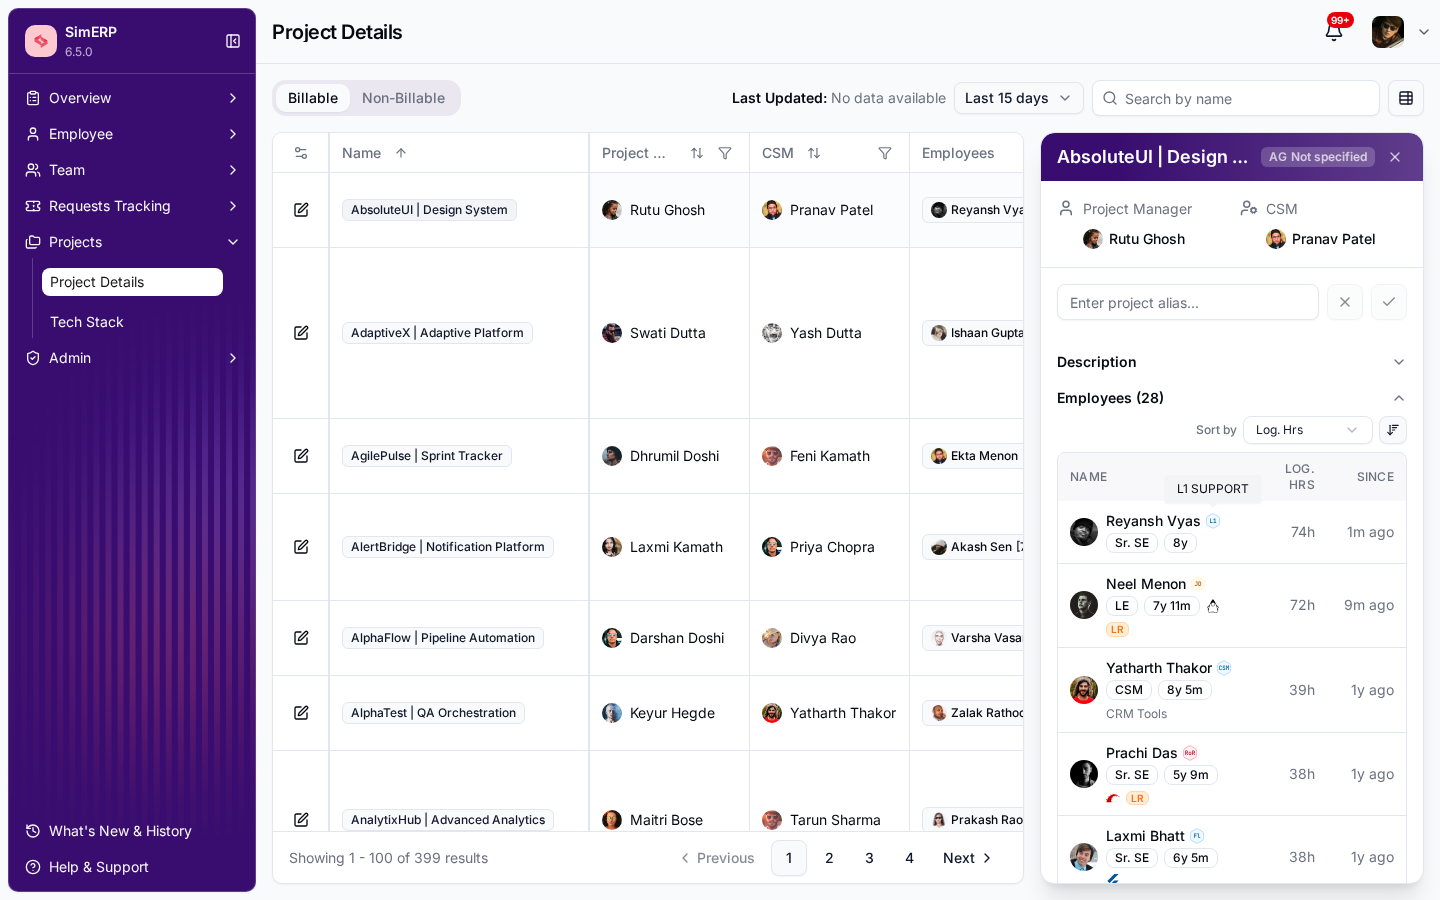 SimERP
6.5.0
Overview
Employee
Team
Requests Tracking
Projects
Project Details
Tech Stack
Admin
What's New & History
Help & Support
Project Details
99+
Billable
Non-Billable
Last Updated: No data available
Last 15 days
Search by name
Name
Project ...
CSM
Employees
AbsoluteUI | Design System
Rutu Ghosh
Pranav Patel
Reyansh Vya
AdaptiveX | Adaptive Platform
Swati Dutta
Yash Dutta
Ishaan Gupta
AgilePulse | Sprint Tracker
Dhrumil Doshi
Feni Kamath
Ekta Menon
AlertBridge | Notification Platform
Laxmi Kamath
Priya Chopra
Akash Sen [7
AlphaFlow | Pipeline Automation
Darshan Doshi
Divya Rao
Varsha Vasa
AlphaTest | QA Orchestration
Keyur Hegde
Yatharth Thakor
Zalak Rathod
AnalytixHub | Advanced Analytics
Maitri Bose
Tarun Sharma
Prakash Rao
Showing 1 - 100 of 399 results
Previous
1
2
3
4
Next
AbsoluteUI | Design ...
AG Not specified
Project Manager
CSM
Rutu Ghosh
Pranav Patel
Enter project alias...
Description
Employees (28)
Sort by
Log. Hrs
NAME
LOG. HRS
SINCE
L1 SUPPORT
Reyansh Vyas
L1
Sr. SE
8y
74h
1m ago
Neel Menon
JD
LE
7y 11m
LR
72h
9m ago
Yatharth Thakor
CSM
CSM
8y 5m
CRM Tools
39h
1y ago
Prachi Das
RoR
Sr. SE
5y 9m
LR
38h
1y ago
Laxmi Bhatt
FL
Sr. SE
6y 5m
38h
1y ago